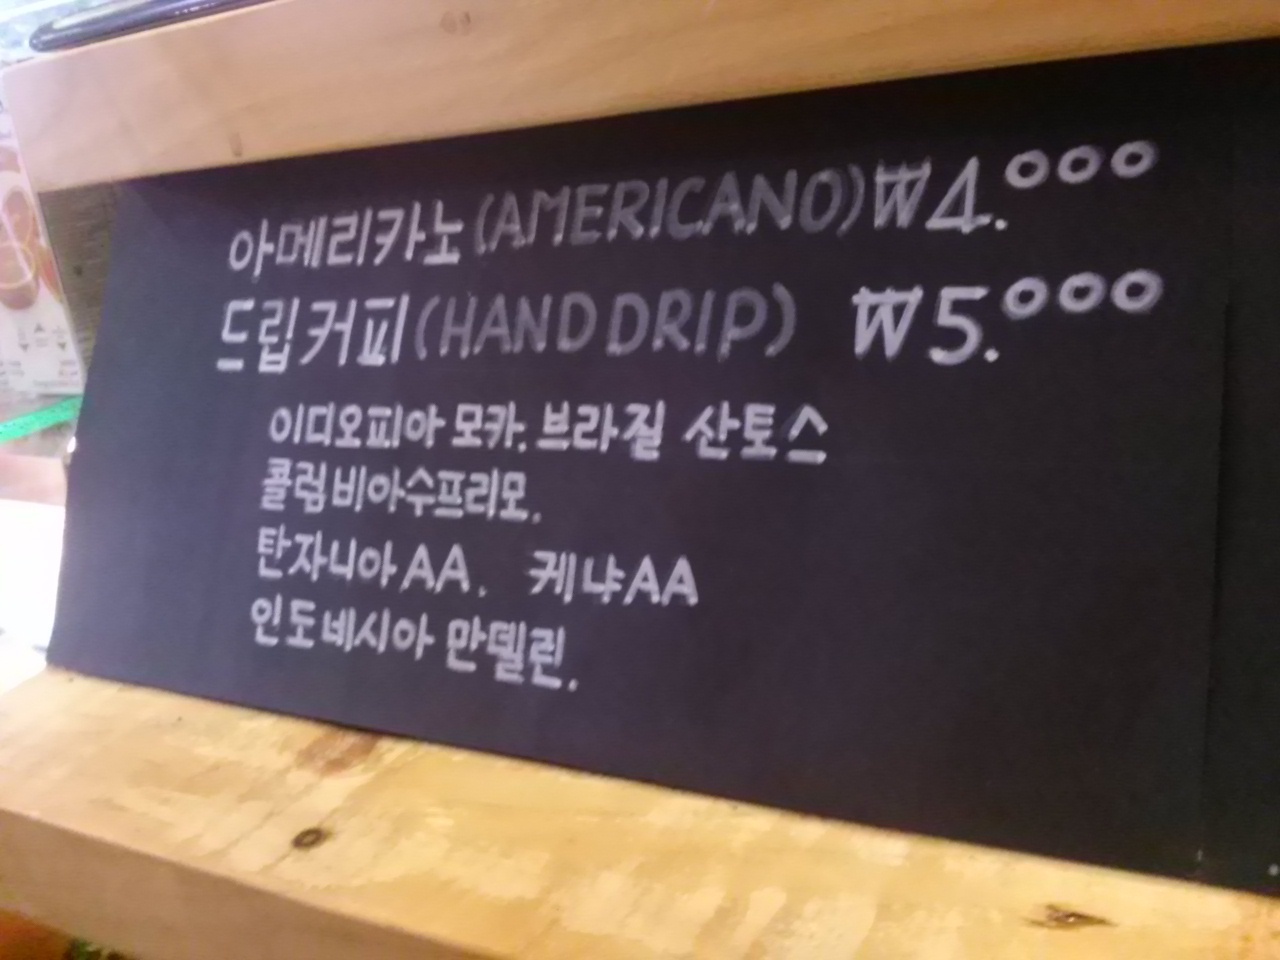 아메리카노(AMERICANO)₩4.000
드립커피(HAND DRIP) ₩5.000
이디오피아 모카. 브라질 산토스
콜럼비아수프리모.
탄자니아AA. 케냐AA
인도네시아 만델린.